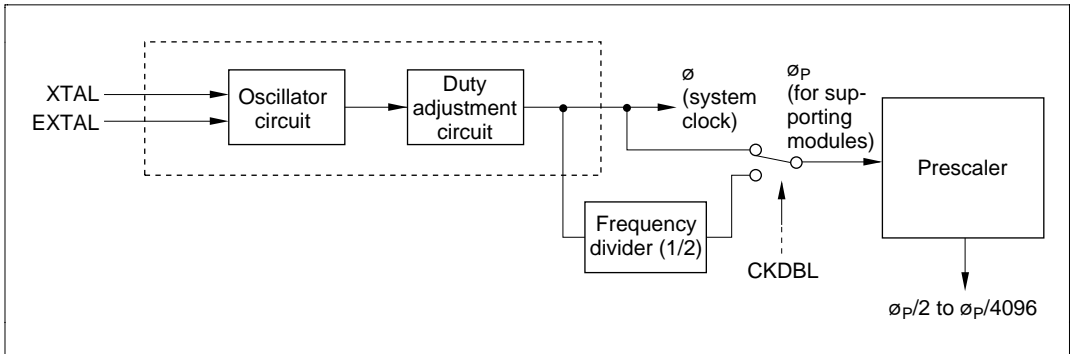 XTAL
EXTAL
Oscillator
circuit
Duty
adjustment
circuit
ø
(system
clock)
øP
(for sup-
porting
modules)
Prescaler
Frequency
divider (1/2)
CKDBL
øP/2 to øP/4096